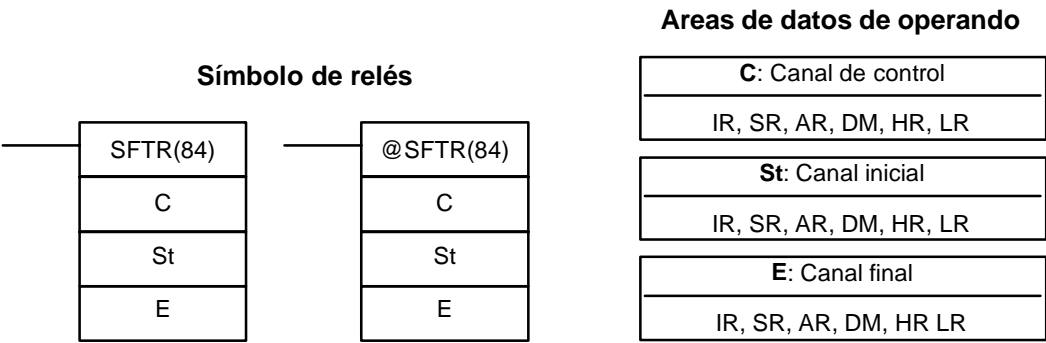 Areas de datos de operando
Símbolo de relés
SFTR(84)
C
St
E
@SFTR(84)
C
St
E
C: Canal de control
IR, SR, AR, DM, HR, LR
St: Canal inicial
IR, SR, AR, DM, HR, LR
E: Canal final
IR, SR, AR, DM, HR LR